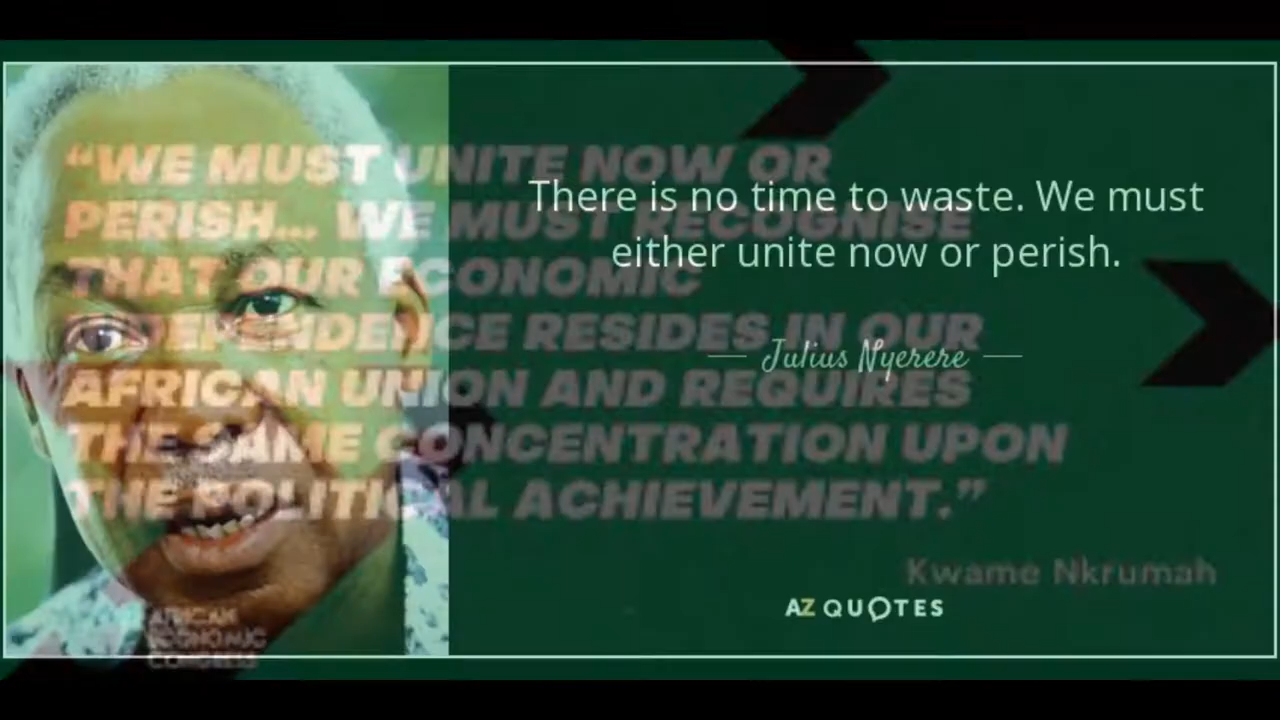 There is no time to waste. We must
either unite now or perish.
Julius Nyerere
AZ QUOTES
“WE MUST UNITE NOW OR
PERISH... WE MUST RECOGNISE
THAT OUR ECONOMIC
INDEPENDENCE RESIDES IN OUR
AFRICAN UNION AND REQUIRES
THE SAME CONCENTRATION UPON
THE POLITICAL ACHIEVEMENT.”
Kwame Nkrumah
AFRICAN
ECONOMIC
CONGRESS